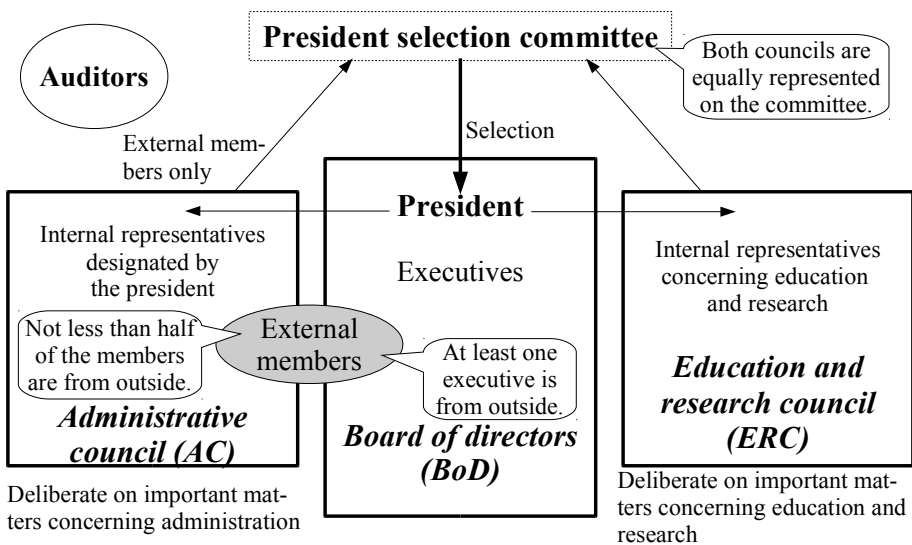 President selection committee
Both councils are
equally represented
on the committee.
Auditors
External mem-
bers only
Selection
President
Internal representatives
designated by
the president
Executives
Internal representatives
concerning education
and research
Not less than half
of the members
are from outside.
External
members
At least one
executive is
from outside.
Administrative
council (AC)
Board of directors
(BoD)
Education and
research council
(ERC)
Deliberate on important mat-
ters concerning administration
Deliberate on important mat-
ters concerning education and
research